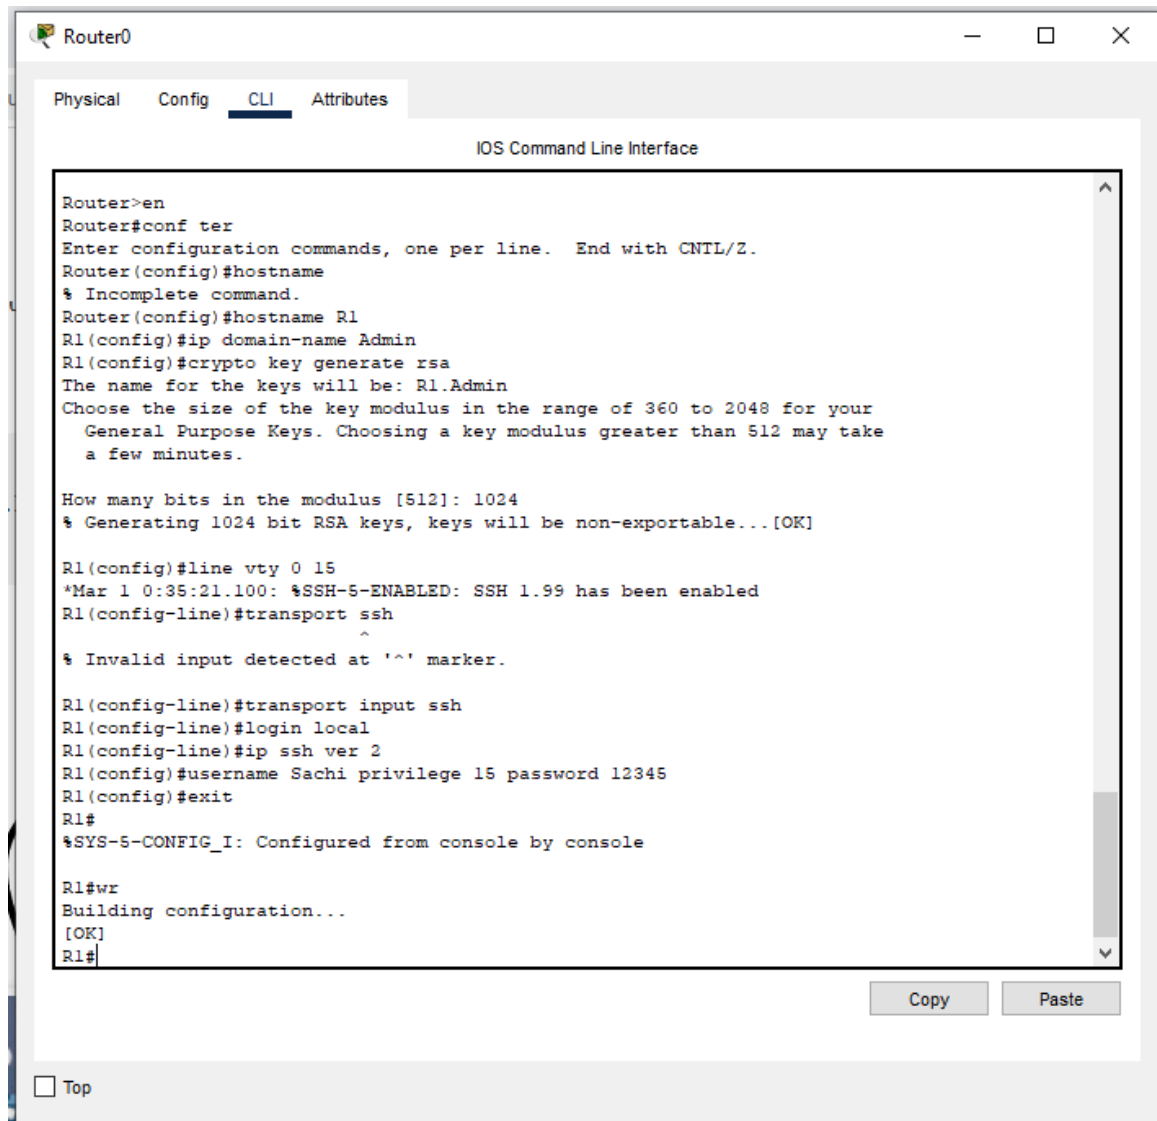 Router0
Physical Config CLI Attributes
IOS Command Line Interface
Router>en
Router#conf ter
Enter configuration commands, one per line.  End with CNTL/Z.
Router(config)#hostname
% Incomplete command.
Router(config)#hostname R1
R1(config)#ip domain-name Admin
R1(config)#crypto key generate rsa
The name for the keys will be: R1.Admin
Choose the size of the key modulus in the range of 360 to 2048 for your
  General Purpose Keys. Choosing a key modulus greater than 512 may take
  a few minutes.
How many bits in the modulus [512]: 1024
% Generating 1024 bit RSA keys, keys will be non-exportable...[OK]
R1(config)#line vty 0 15
*Mar 1 0:35:21.100: %SSH-5-ENABLED: SSH 1.99 has been enabled
R1(config-line)#transport ssh
^
% Invalid input detected at '^' marker.
R1(config-line)#transport input ssh
R1(config-line)#login local
R1(config-line)#ip ssh ver 2
R1(config)#username Sachi privilege 15 password 12345
R1(config)#exit
R1#
%SYS-5-CONFIG_I: Configured from console by console
R1#wr
Building configuration...
[OK]
R1#
Copy Paste
Top